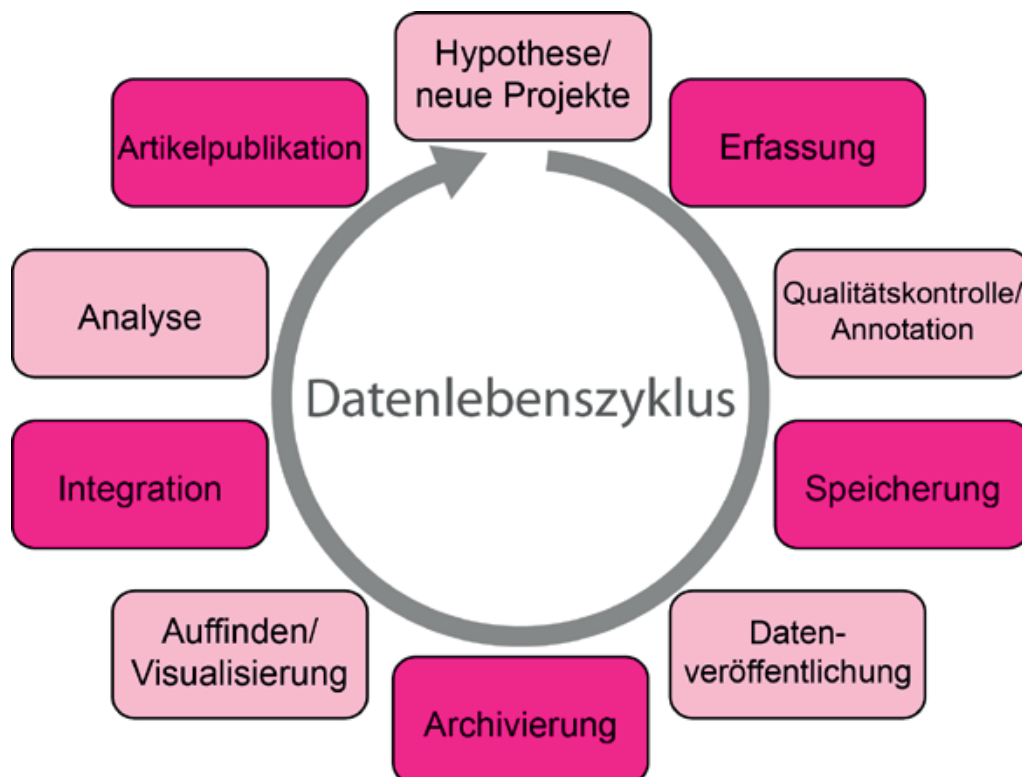 Hypothese/
neue Projekte
Erfassung
Qualitätskontrolle/
Annotation
Speicherung
Daten-
veröffentlichung
Archivierung
Auffinden/
Visualisierung
Integration
Analyse
Artikelpublikation
Datenlebenszyklus